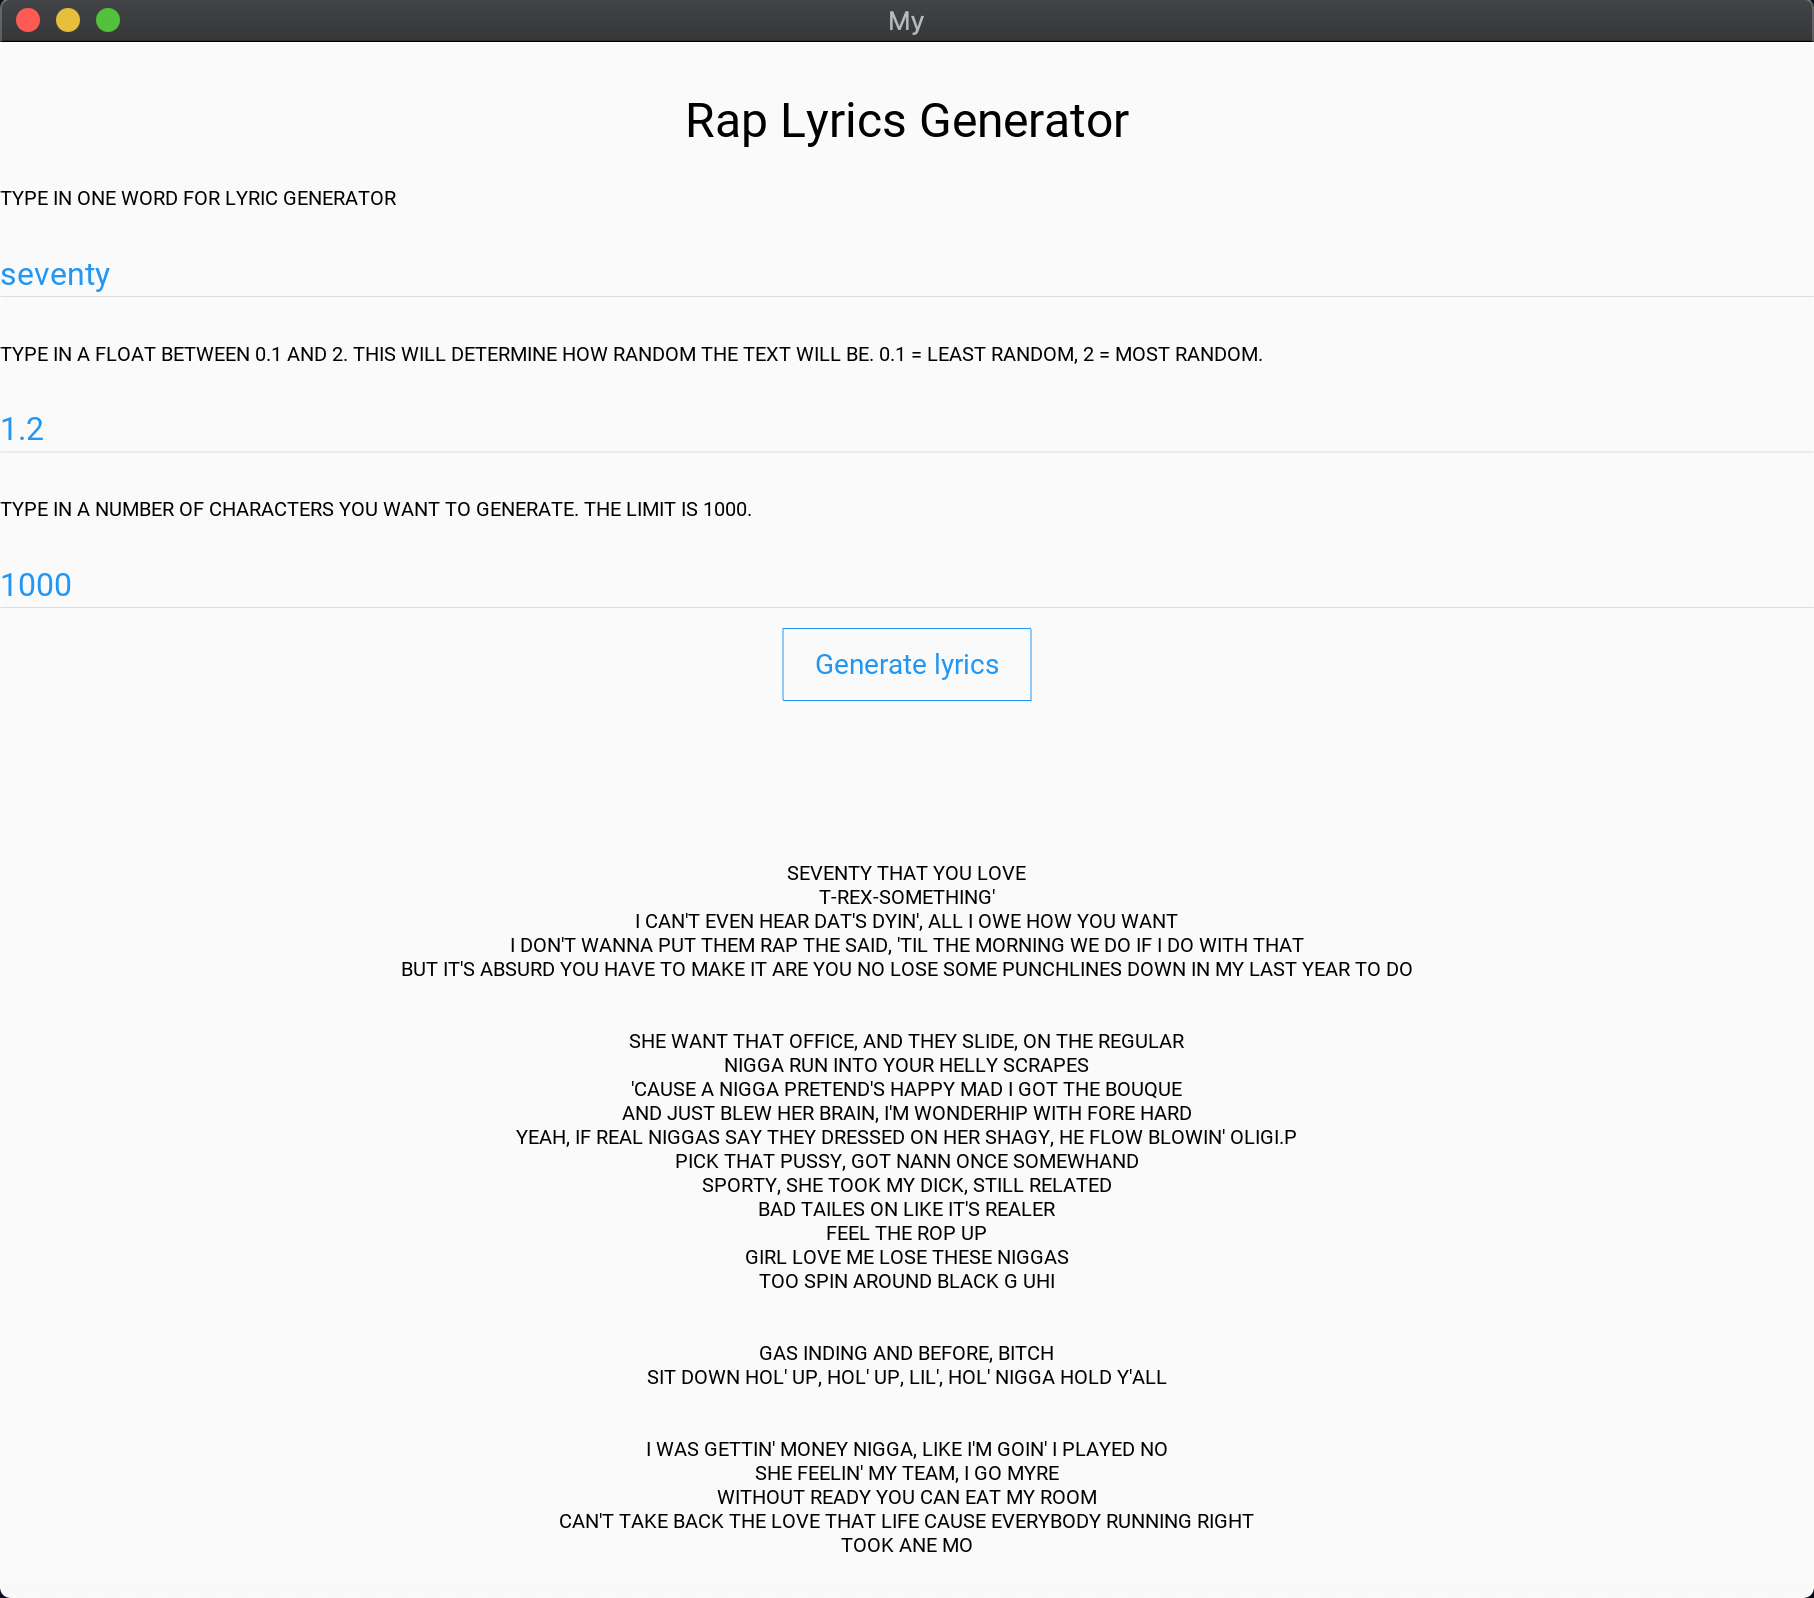 My
Rap Lyrics Generator
TYPE IN ONE WORD FOR LYRIC GENERATOR
seventy
TYPE IN A FLOAT BETWEEN 0.1 AND 2. THIS WILL DETERMINE HOW RANDOM THE TEXT WILL BE. 0.1 = LEAST RANDOM, 2 = MOST RANDOM.
1.2
TYPE IN A NUMBER OF CHARACTERS YOU WANT TO GENERATE. THE LIMIT IS 1000.
1000
Generate lyrics
SEVENTY THAT YOU LOVE
T-REX-SOMETHING'
I CAN'T EVEN HEAR DAT'S DYIN', ALL I OWE HOW YOU WANT
I DON'T WANNA PUT THEM RAP THE SAID, 'TIL THE MORNING WE DO IF I DO WITH THAT
BUT IT'S ABSURD YOU HAVE TO MAKE IT ARE YOU NO LOSE SOME PUNCHLINES DOWN IN MY LAST YEAR TO DO
SHE WANT THAT OFFICE, AND THEY SLIDE, ON THE REGULAR
NIGGA RUN INTO YOUR HELLY SCRAPES
'CAUSE A NIGGA PRETEND'S HAPPY MAD I GOT THE BOUQUE
AND JUST BLEW HER BRAIN, I'M WONDERHIP WITH FORE HARD
YEAH, IF REAL NIGGAS SAY THEY DRESSED ON HER SHAGY, HE FLOW BLOWIN' OLIGI.P
PICK THAT PUSSY, GOT NANN ONCE SOMEWHAND
SPORTY, SHE TOOK MY DICK, STILL RELATED
BAD TAILES ON LIKE IT'S REALER
FEEL THE ROP UP
GIRL LOVE ME LOSE THESE NIGGAS
TOO SPIN AROUND BLACK G UHI
GAS INDING AND BEFORE, BITCH
SIT DOWN HOL' UP, HOL' UP, LIL', HOL' NIGGA HOLD Y'ALL
I WAS GETTIN' MONEY NIGGA, LIKE I'M GOIN' I PLAYED NO
SHE FEELIN' MY TEAM, I GO MYRE
WITHOUT READY YOU CAN EAT MY ROOM
CAN'T TAKE BACK THE LOVE THAT LIFE CAUSE EVERYBODY RUNNING RIGHT
TOOK ANE MO